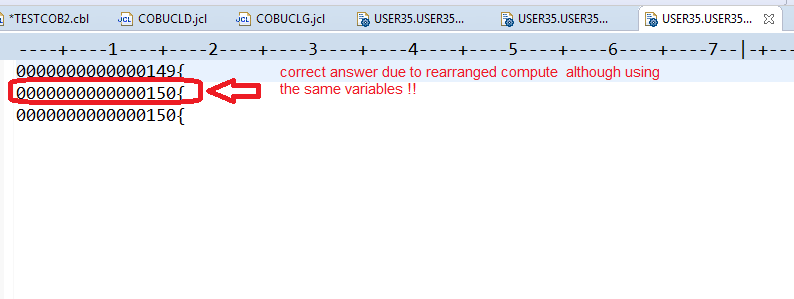 *TESTCOB2.cbl COBUCLD.jcl COBUCLG.jcl USER35.USER35... USER35.USER35... USER35.USER35...
----+----1----+----2----+----3----+----4----+----5----+----6----+----7--|-+---
0000000000000149{ correct answer due to rearranged compute although using
0000000000000150{ the same variables !!
0000000000000150{